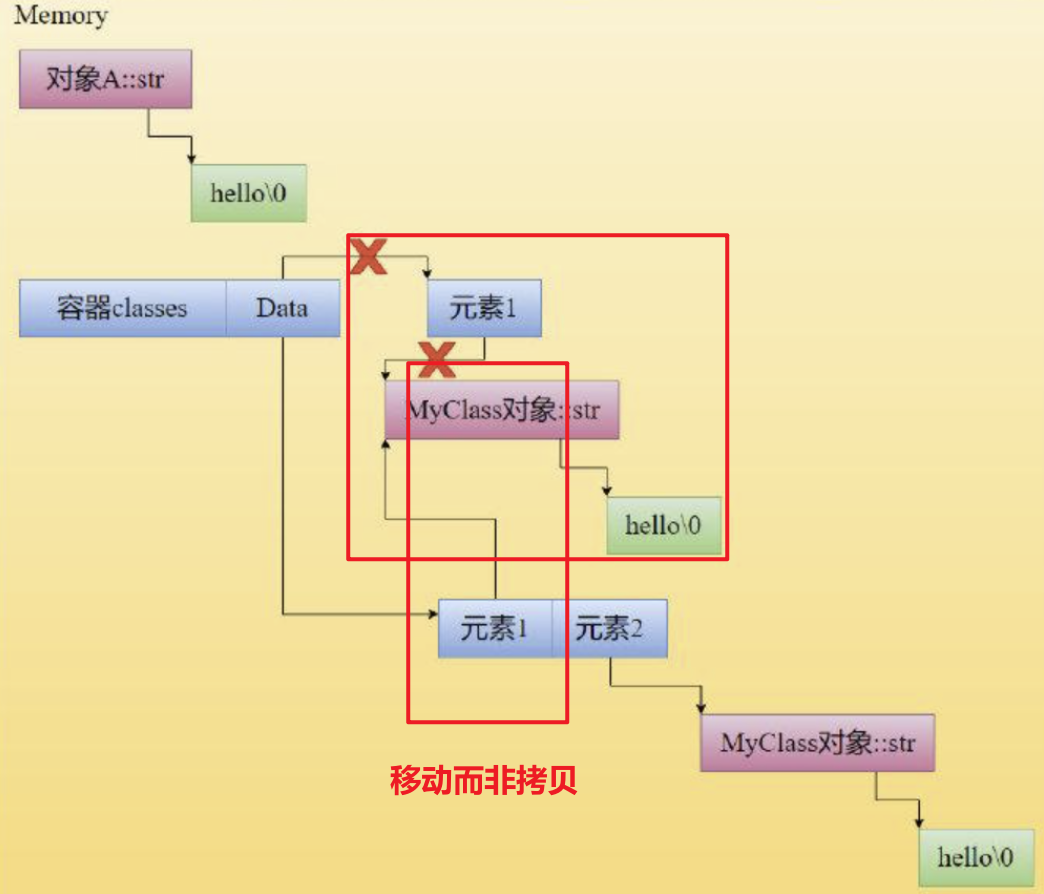 Memory
对象A::str
hello\0
容器classes
Data
元素1
MyClass对象::str
hello\0
元素1
元素2
MyClass对象::str
移动而非拷贝
hello\0